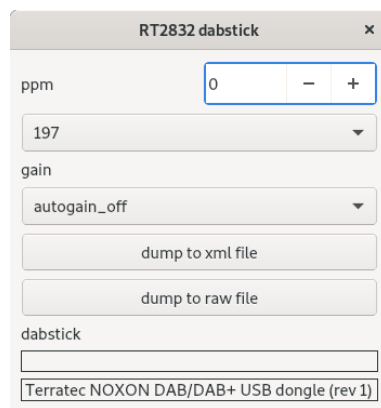 RT2832 dabstick
ppm
0
197
gain
autogain_off
dump to xml file
dump to raw file
dabstick
Terratec NOXON DAB/DAB+ USB dongle (rev 1)